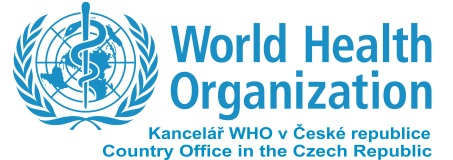 World Health
Organization
Kancelář WHO v České republice
Country Office in the Czech Republic